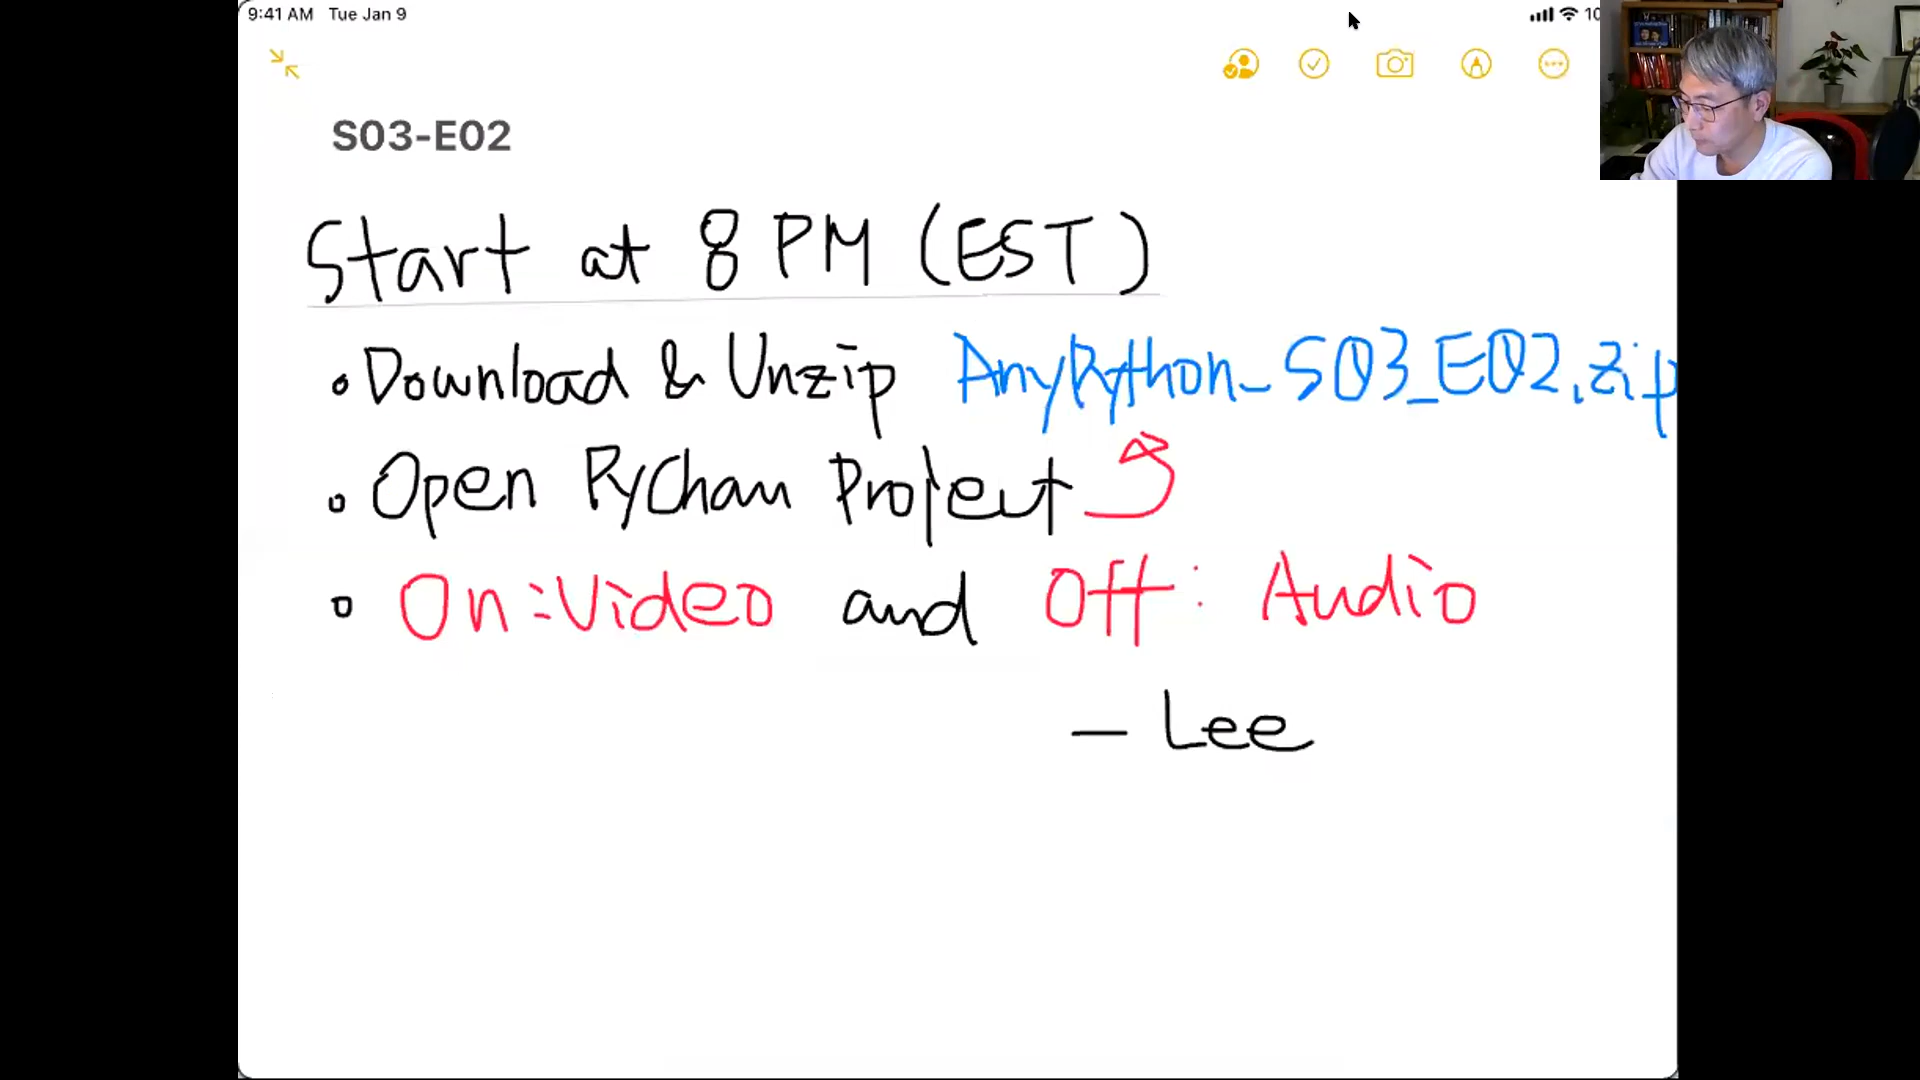 9:41 AM Tue Jan 9
10
S03-E02
Start at 8 PM (EST)
Download & Unzip AnyPython_S03_E02.zip
Open PyCharm Project
On:Video and Off: Audio
— Lee